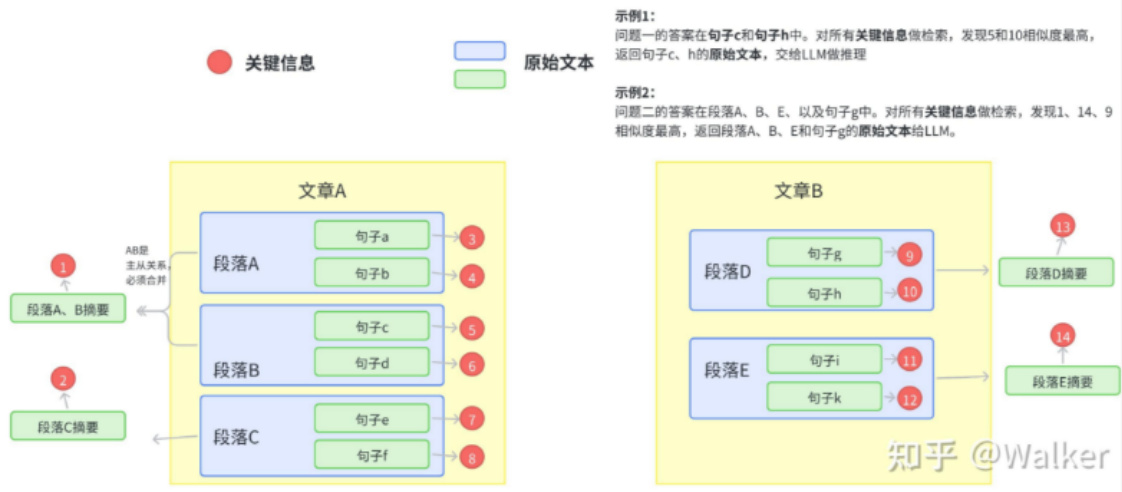 示例1:
问题一的答案在句子c和句子h中。对所有关键信息做检索，发现5和10相似度最高，
返回句子c、h的原始文本，交给LLM做推理
关键信息
原始文本
示例2:
问题二的答案在段落A、B、E、以及句子g中。对所有关键信息做检索，发现1、14、9
相似度最高，返回段落A、B、E和句子g的原始文本给LLM。
文章A
AB是
主从关系，
必须合并
段落A
句子a
3
句子b
4
1
段落A、B摘要
段落B
句子c
5
句子d
6
2
段落C摘要
段落C
句子e
7
句子f
8
文章B
段落D
句子g
9
句子h
10
13
段落D摘要
段落E
句子i
11
句子k
12
14
段落E摘要
知乎 @Walker